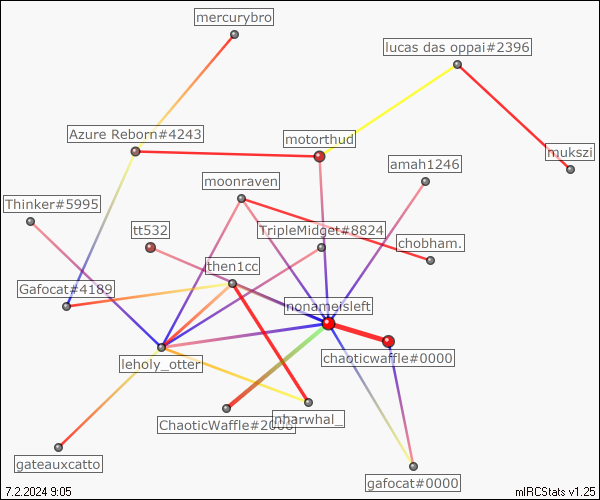 mercurybro
lucas das oppai#2396
Azure Reborn#4243
motorthud
mukszi
amah1246
moonraven
Thinker#5995
tt532
TripleMidget#8824
chobham.
then1cc
Gafocat#4189
nonameisleft
chaoticwaffle#0000
leholy_otter
ChaoticWaffle#2006
nharwhal_
gateauxcatto
gafocat#0000
7.2.2024 9:05
mIRCStats v1.25